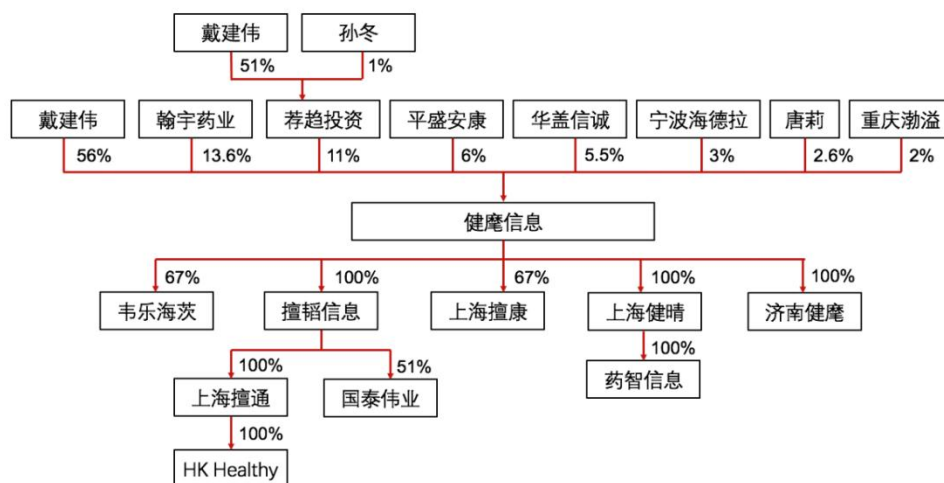 戴建伟 孙冬
51% 1%
戴建伟 翰宇药业 荐趋投资 平盛安康 华盖信诚 宁波海德拉 唐莉 重庆渤溢
56% 13.6% 11% 6% 5.5% 3% 2.6% 2%
健麾信息
67% 100% 67% 100% 100%
韦乐海茨 擅韬信息 上海擅康 上海健晴 济南健麾
100% 51% 100%
上海擅通 国泰伟业 药智信息
100%
HK Healthy